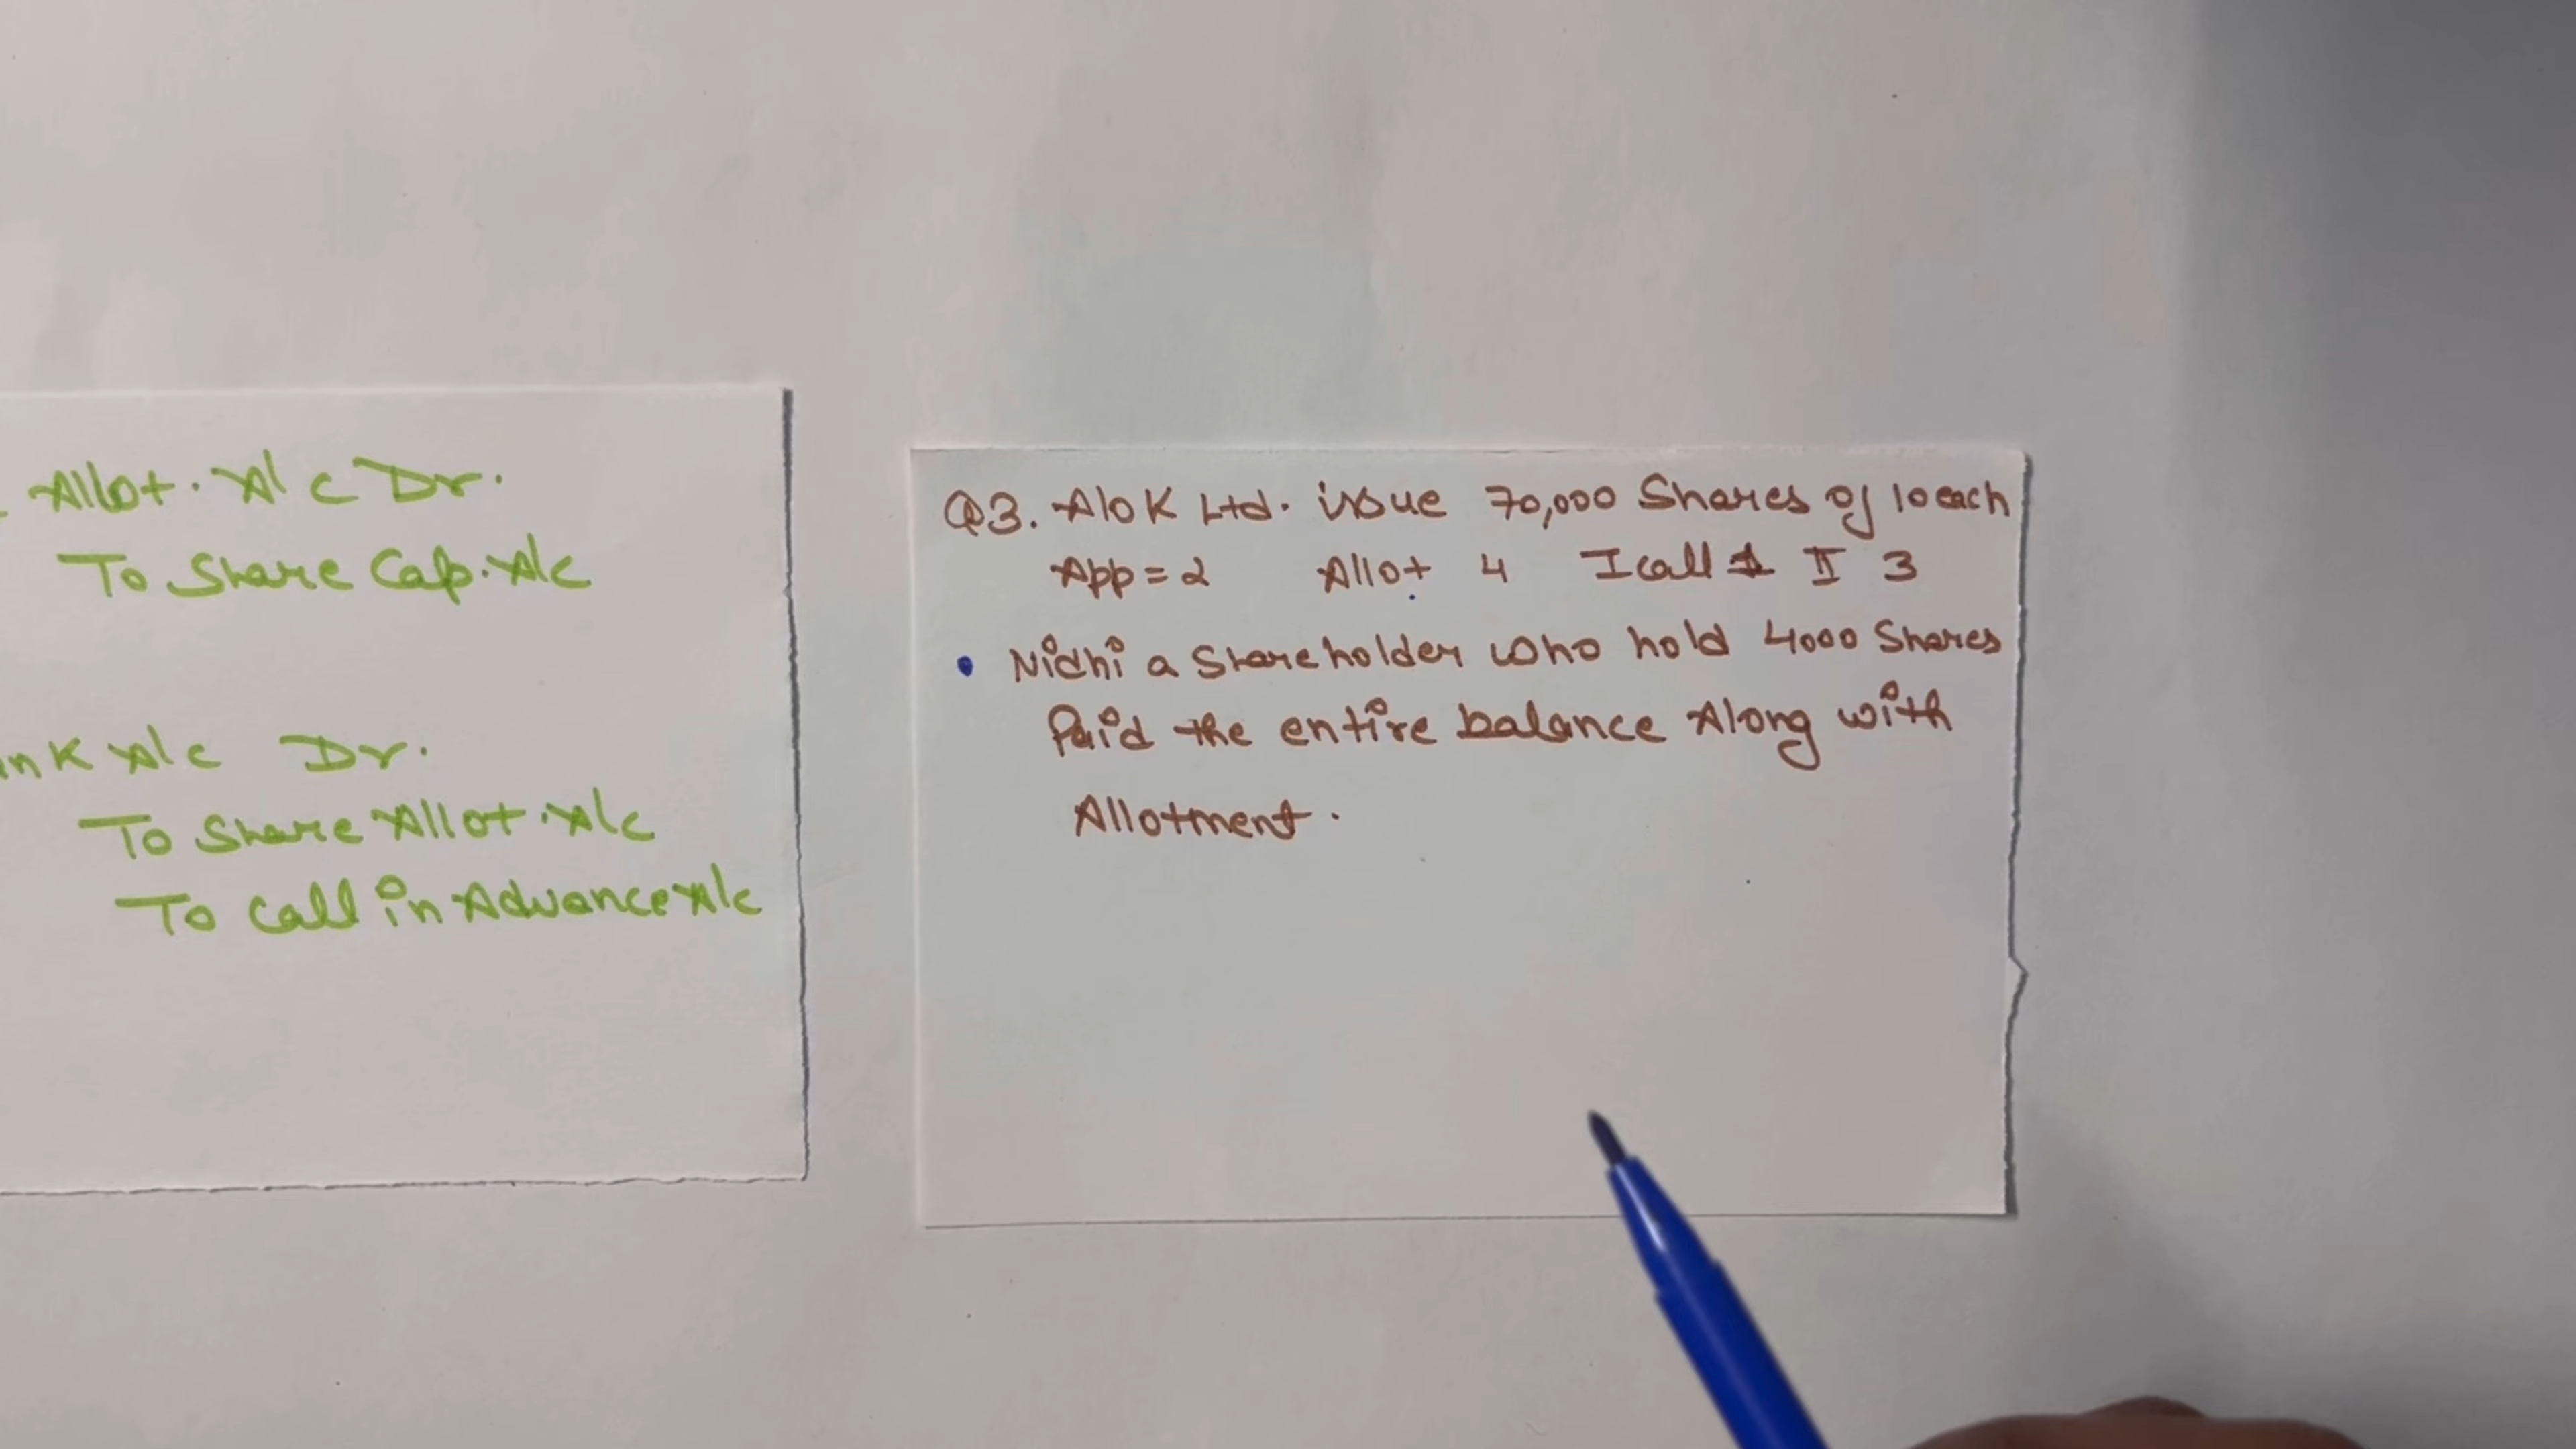 Allot. A/c Dr.
To Share Cap. A/c
A/c Dr.
To Share Allot. A/c
To Call in Advance A/c
Q3. Alok Ltd. issue 70,000 Shares of 10 each
App = 2 Allot 4 I call 1 II 3
• Nidhi a Shareholder who hold 4000 Shares
Paid the entire balance Along with
Allotment.